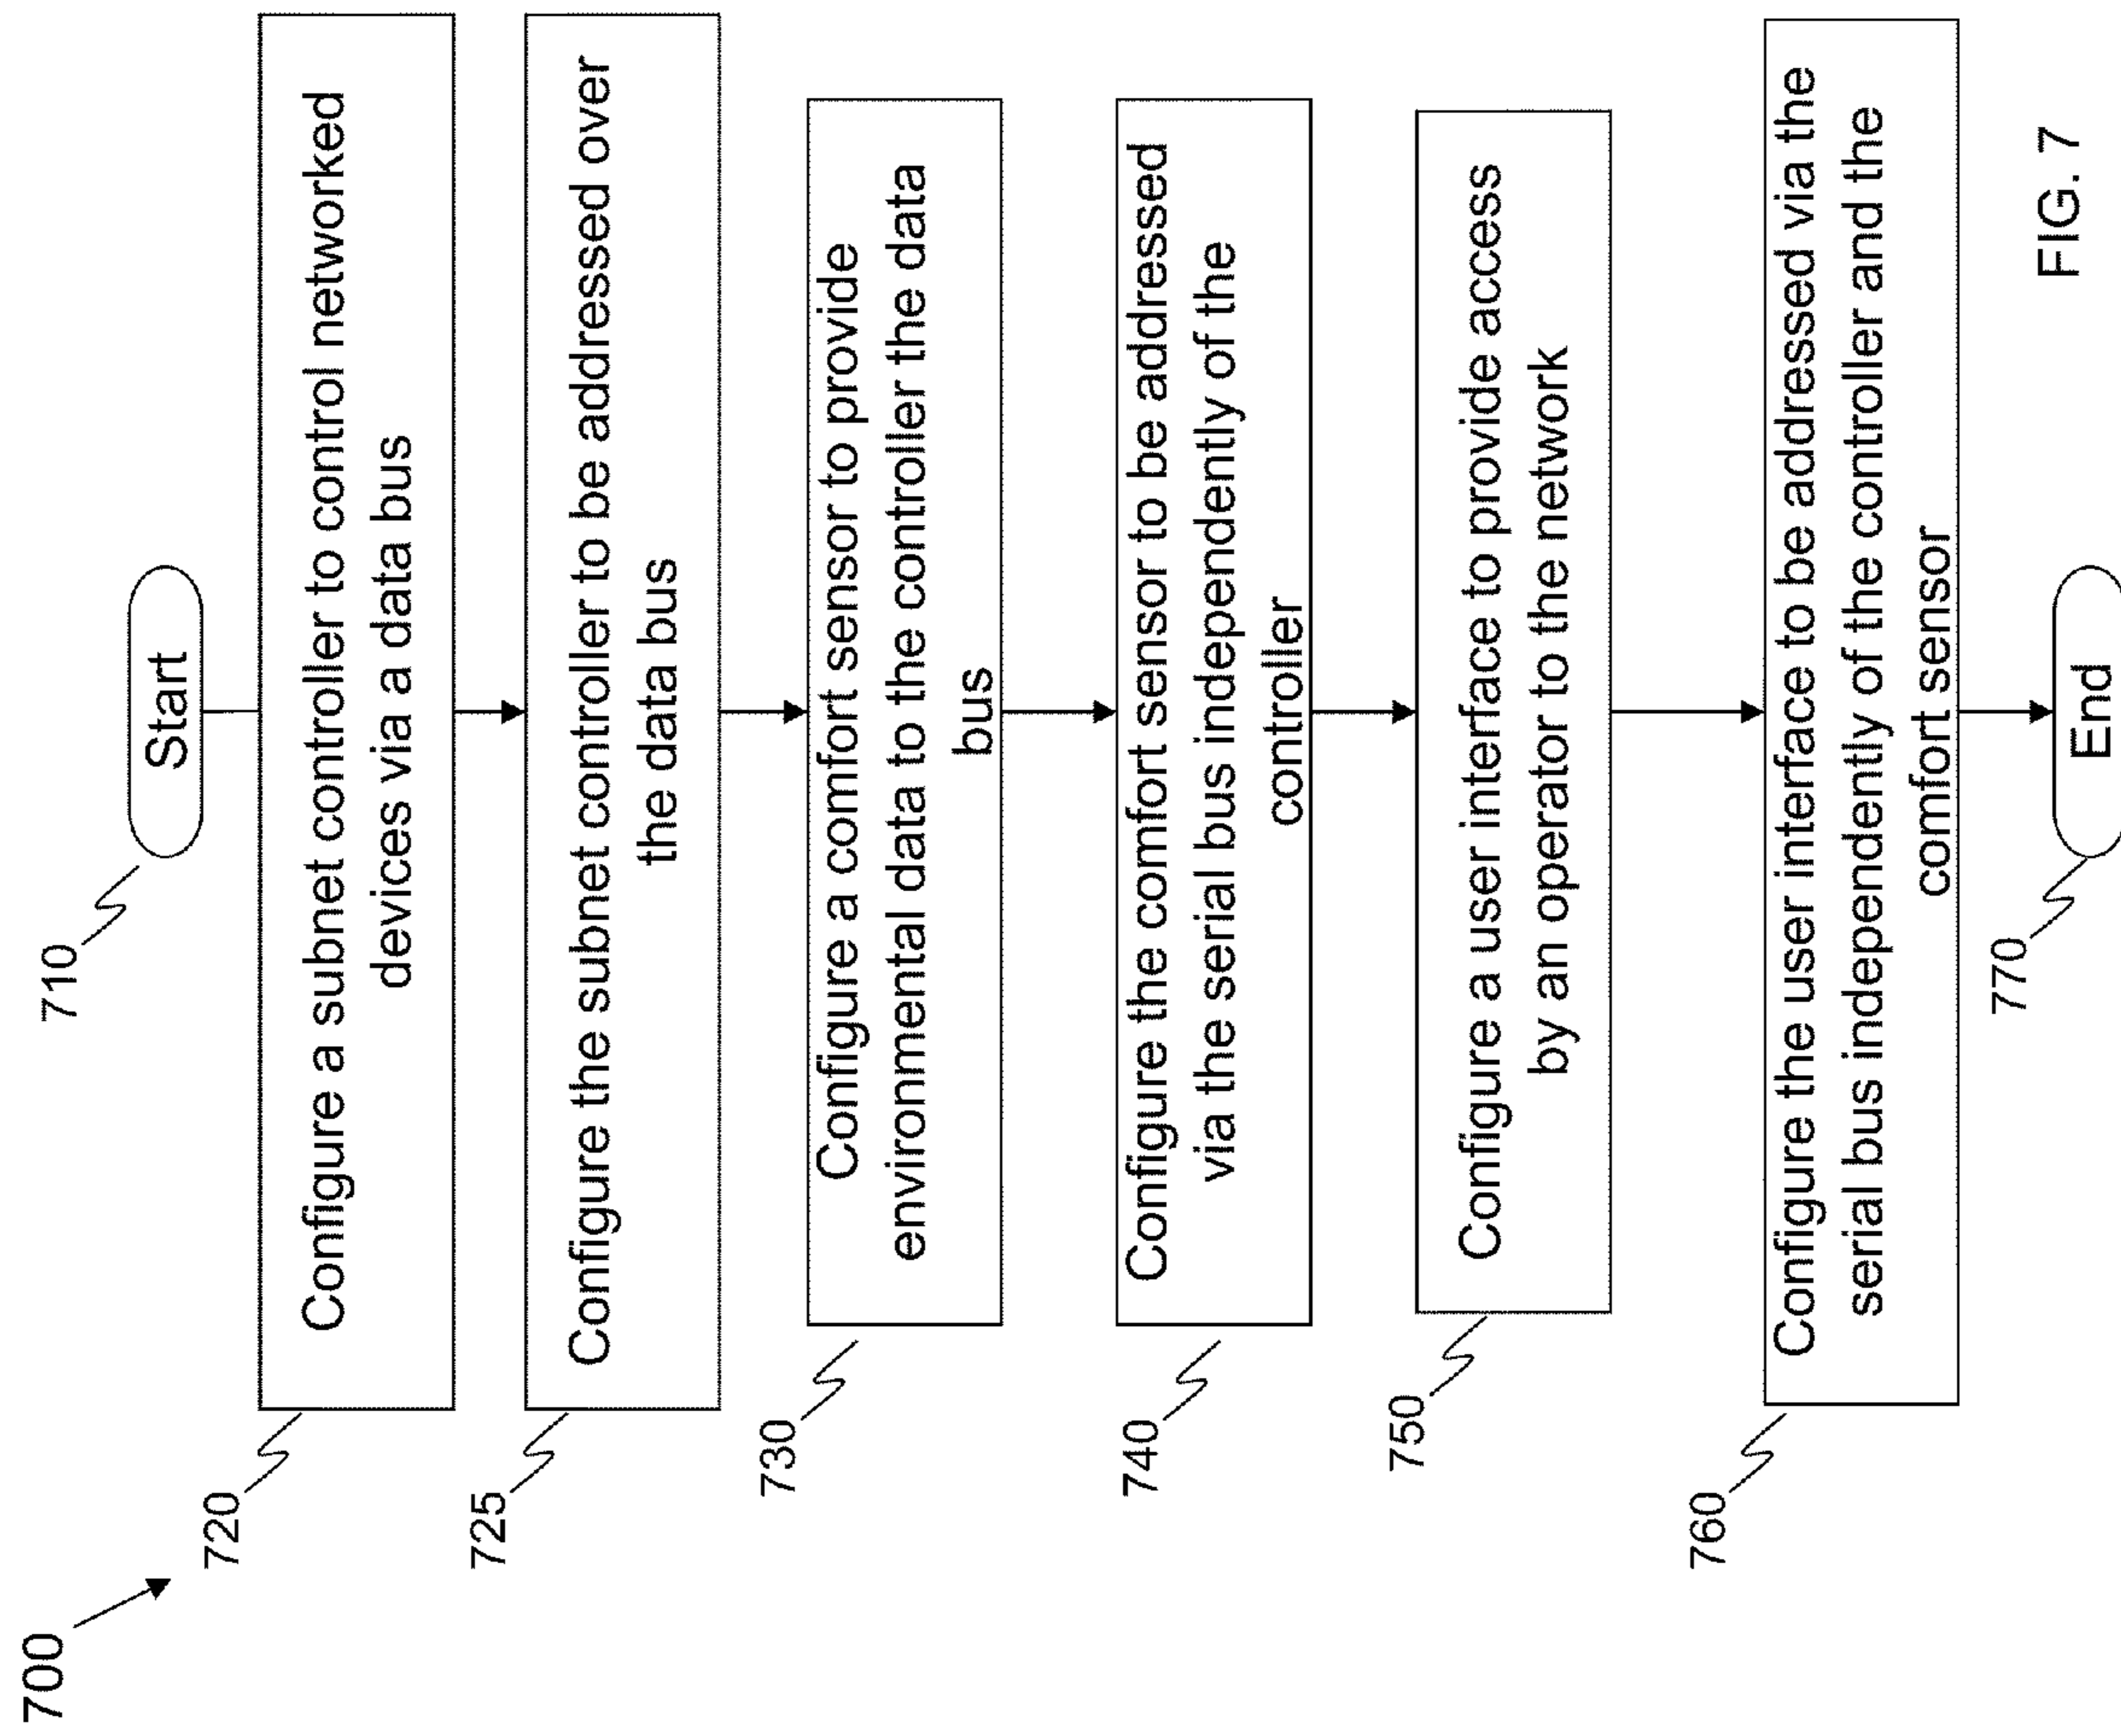 700
710
Start
720
Configure a subnet controller to control networked
devices via a data bus
725
Configure the subnet controller to be addressed over
the data bus
730
Configure a comfort sensor to provide
environmental data to the controller the data
bus
740
Configure the comfort sensor to be addressed
via the serial bus independently of the
controller
750
Configure a user interface to provide access
by an operator to the network
760
Configure the user interface to be addressed via the
serial bus independently of the controller and the
comfort sensor
770
End
FIG. 7